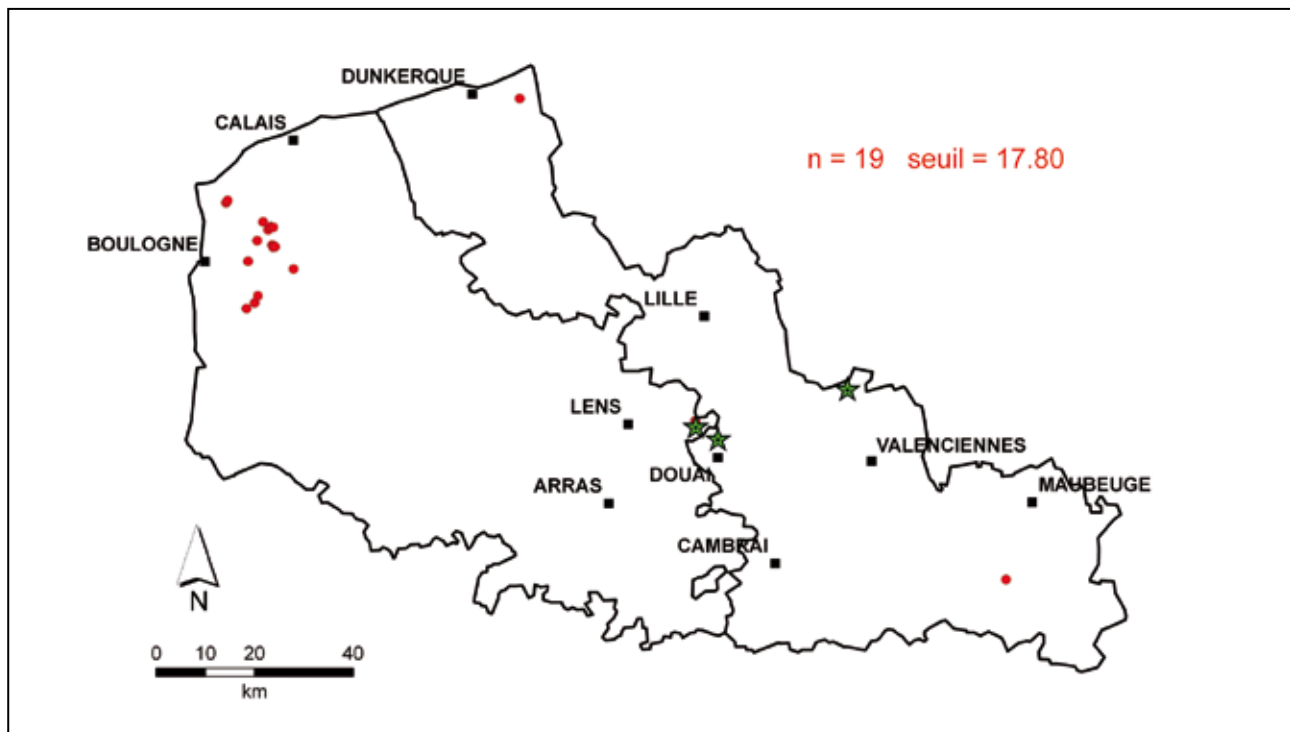 DUNKERQUE
CALAIS
n = 19 seuil = 17.80
BOULOGNE
LILLE
LENS
VALENCIENNES
DOUAI
MAUBEUGE
ARRAS
CAMBRAI
N
0 10 20 40
km